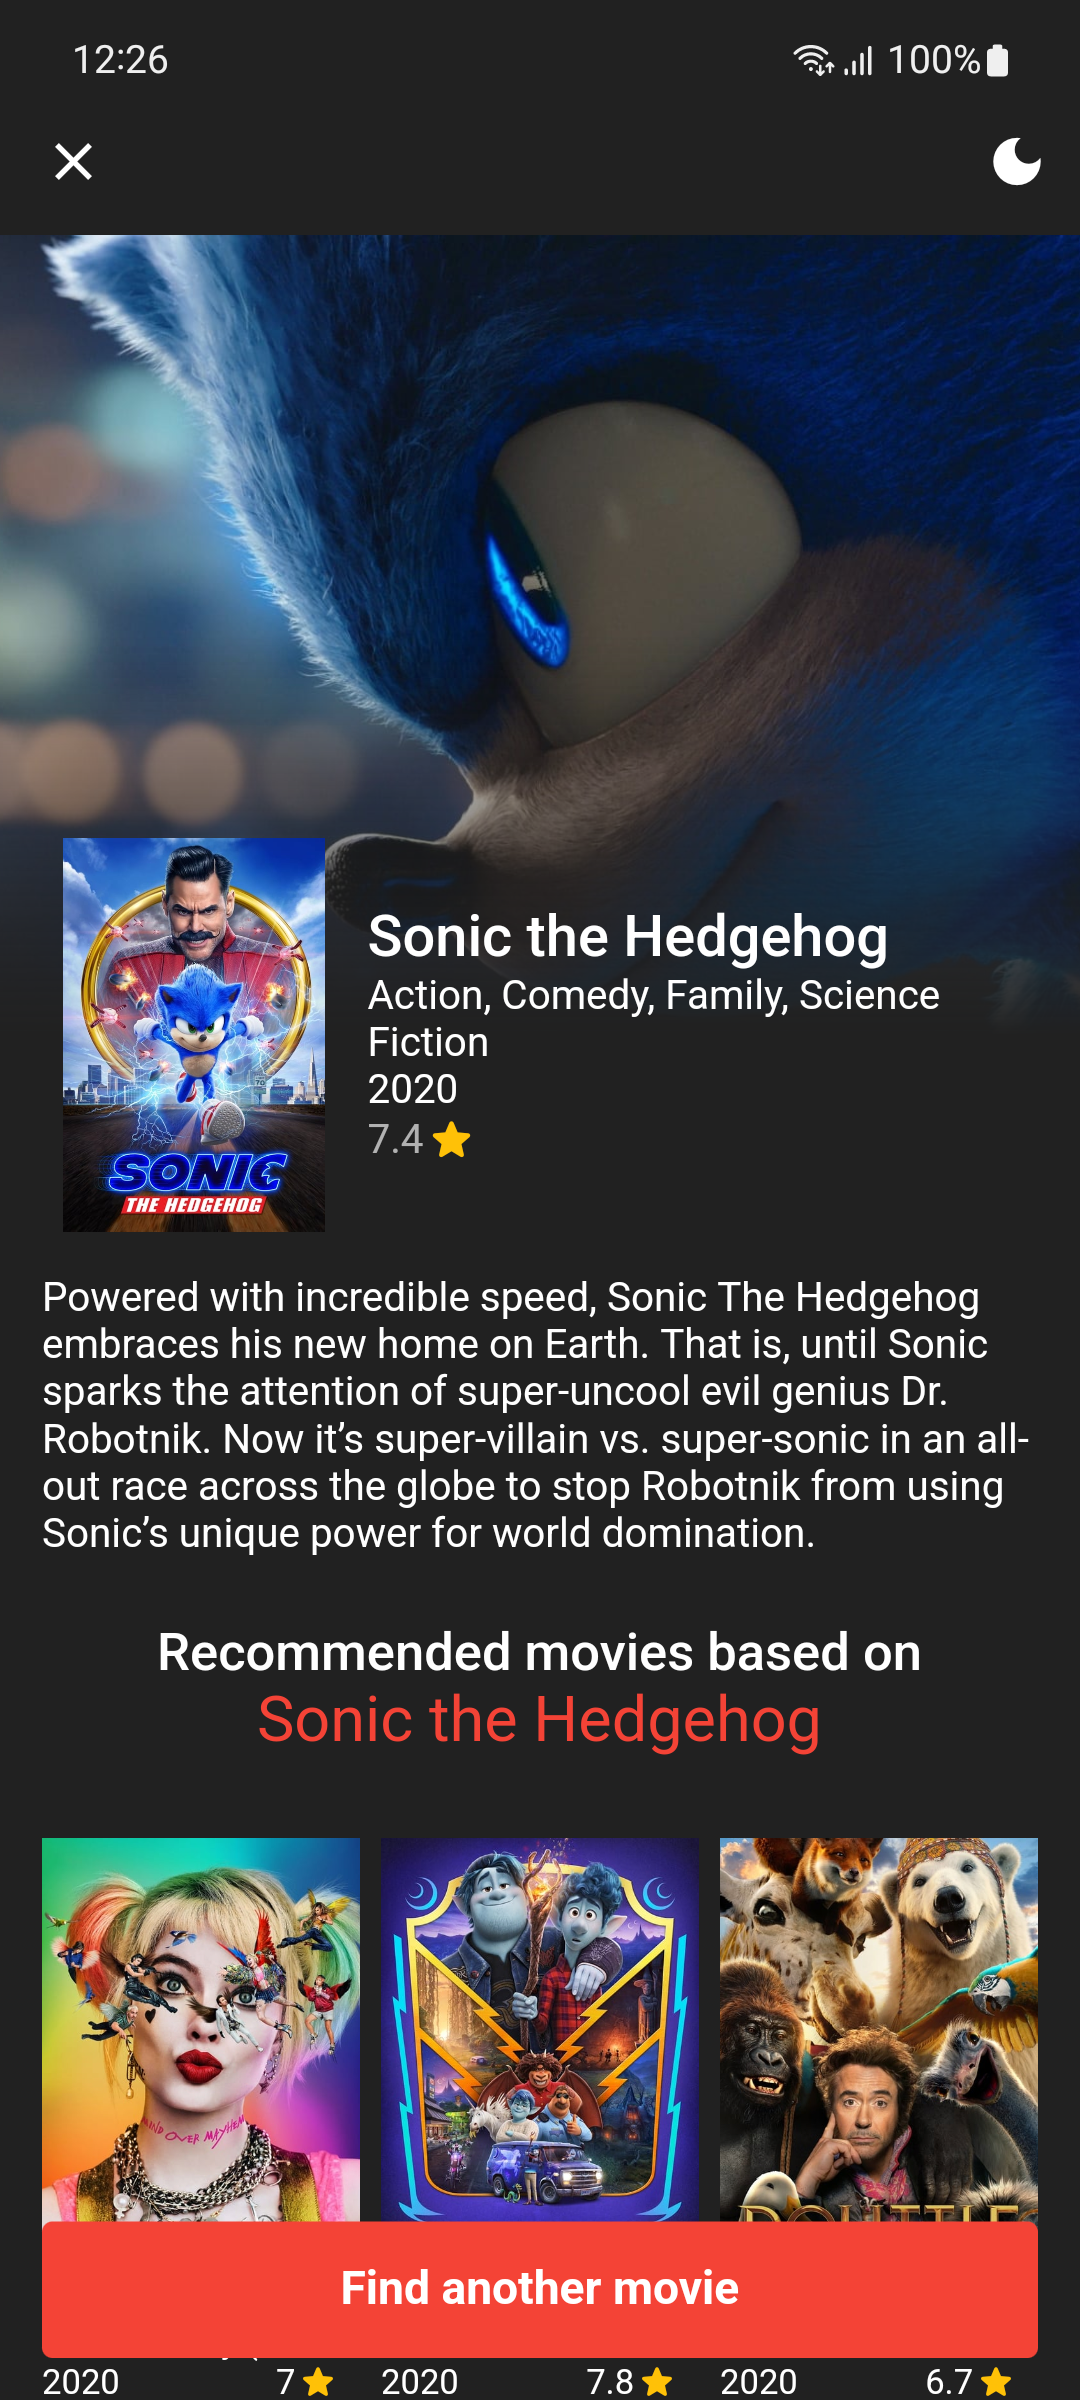 12:26
100%
SONIC
THE HEDGEHOG
Sonic the Hedgehog
Action, Comedy, Family, Science
Fiction
2020
7.4
Powered with incredible speed, Sonic The Hedgehog
embraces his new home on Earth. That is, until Sonic
sparks the attention of super-uncool evil genius Dr.
Robotnik. Now it’s super-villain vs. super-sonic in an all-
out race across the globe to stop Robotnik from using
Sonic’s unique power for world domination.
Recommended movies based on
Sonic the Hedgehog
MIND OVER MAYHEM
Find another movie
2020 7 2020 7.8 2020 6.7